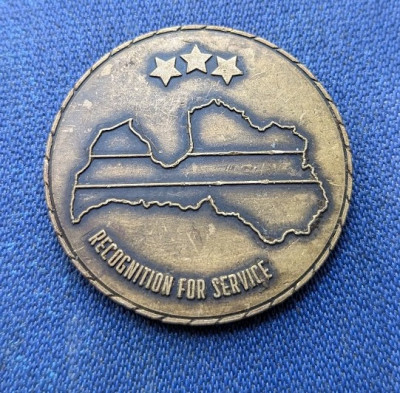 RECOGNITION FOR SERVICE